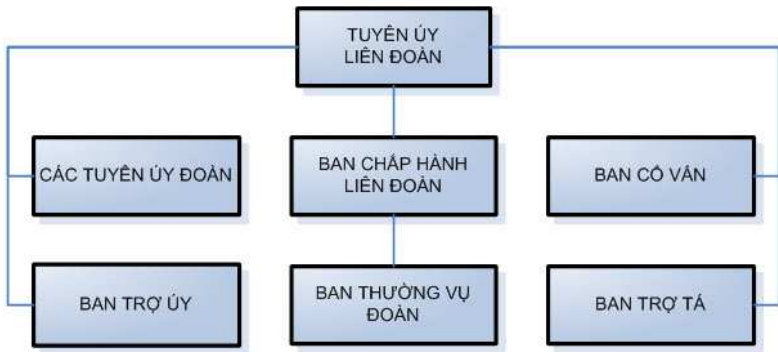 TUYÊN ÚY
LIÊN ĐOÀN
CÁC TUYÊN ÚY ĐOÀN
BAN CHẤP HÀNH
LIÊN ĐOÀN
BAN CỐ VẤN
BAN TRỢ ÚY
BAN THƯỜNG VỤ
ĐOÀN
BAN TRỢ TÁ